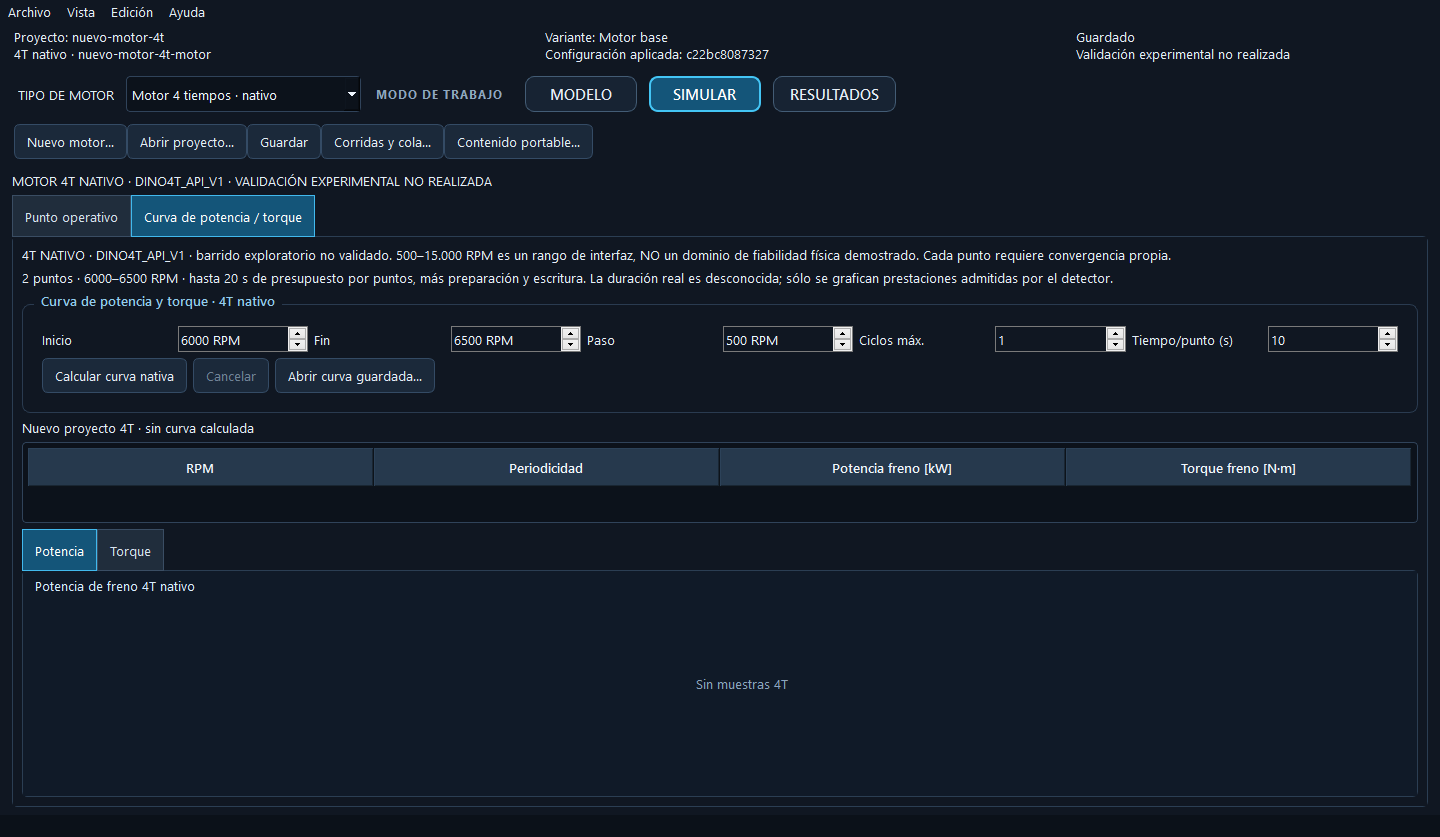 Archivo Vista Edición Ayuda
Proyecto: nuevo-motor-4t Variante: Motor base Guardado
4T nativo · nuevo-motor-4t-motor Configuración aplicada: c22bc8087327 Validación experimental no realizada
TIPO DE MOTOR Motor 4 tiempos · nativo MODO DE TRABAJO MODELO SIMULAR RESULTADOS
Nuevo motor... Abrir proyecto... Guardar Corridas y cola... Contenido portable...
MOTOR 4T NATIVO · DINO4T_API_V1 · VALIDACIÓN EXPERIMENTAL NO REALIZADA
Punto operativo Curva de potencia / torque
4T NATIVO · DINO4T_API_V1 · barrido exploratorio no validado. 500–15.000 RPM es un rango de interfaz, NO un dominio de fiabilidad física demostrado. Cada punto requiere convergencia propia.
2 puntos · 6000–6500 RPM · hasta 20 s de presupuesto por puntos, más preparación y escritura. La duración real es desconocida; sólo se grafican prestaciones admitidas por el detector.
Curva de potencia y torque · 4T nativo
Inicio 6000 RPM Fin 6500 RPM Paso 500 RPM Ciclos máx. 1 Tiempo/punto (s) 10
Calcular curva nativa Cancelar Abrir curva guardada...
Nuevo proyecto 4T · sin curva calculada
RPM Periodicidad Potencia freno [kW] Torque freno [N·m]
Potencia Torque
Potencia de freno 4T nativo
Sin muestras 4T